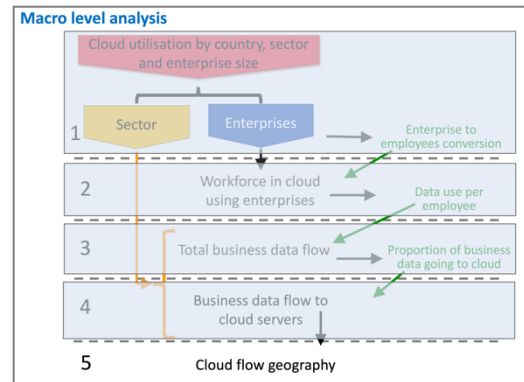 Macro level analysis
Cloud utilisation by country, sector
and enterprise size
1
Sector
Enterprises
Enterprise to
employees conversion
2
Workforce in cloud
using enterprises
Data use per
employee
3
Total business data flow
Proportion of business
data going to cloud
4
Business data flow to
cloud servers
5
Cloud flow geography